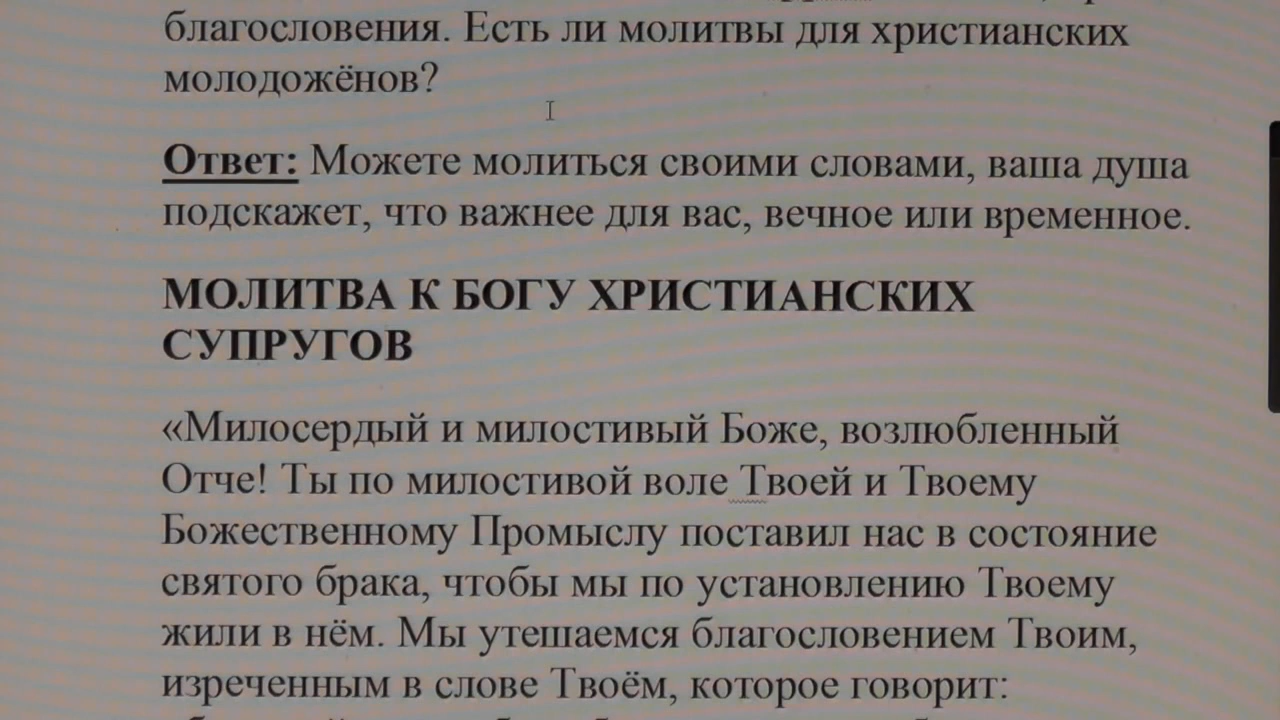 благословения. Есть ли молитвы для христианских
молодожёнов?
Ответ: Можете молиться своими словами, ваша душа
подскажет, что важнее для вас, вечное или временное.
МОЛИТВА К БОГУ ХРИСТИАНСКИХ
СУПРУГОВ
«Милосердый и милостивый Боже, возлюбленный
Отче! Ты по милостивой воле Твоей и Твоему
Божественному Промыслу поставил нас в состояние
святого брака, чтобы мы по установлению Твоему
жили в нём. Мы утешаемся благословением Твоим,
изреченным в слове Твоём, которое говорит: